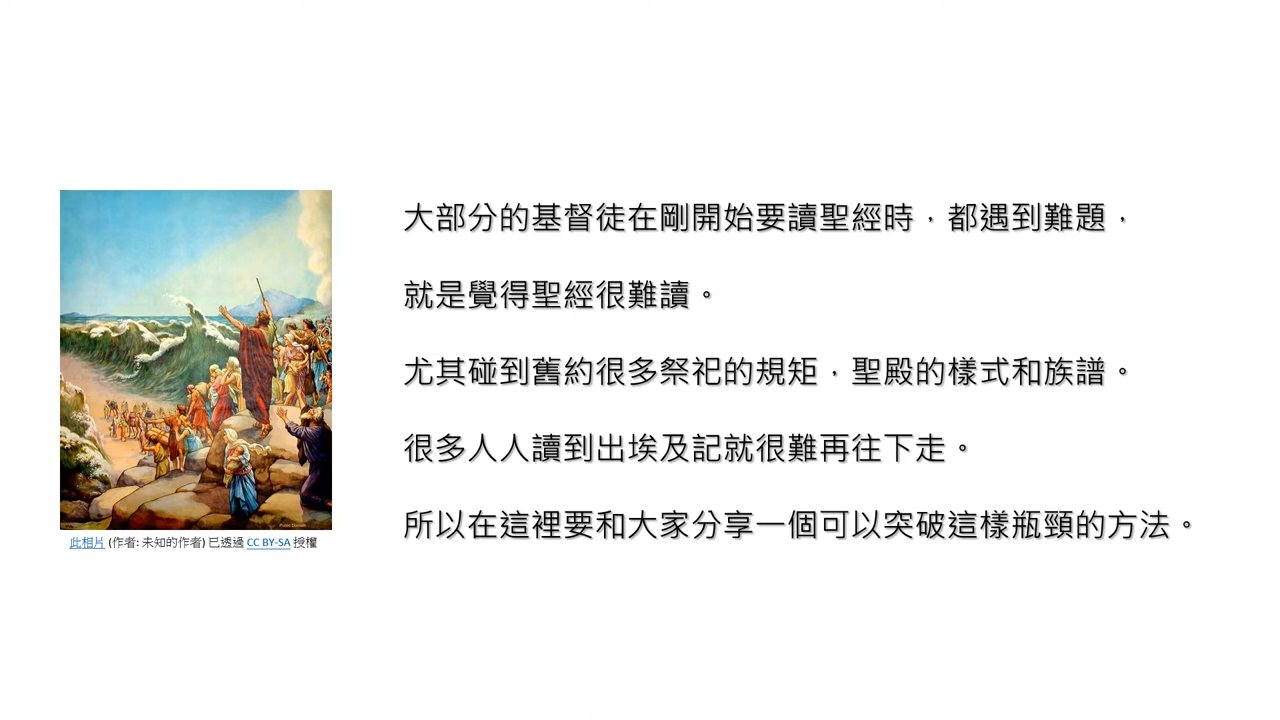 大部分的基督徒在剛開始要讀聖經時，都遇到難題，
就是覺得聖經很難讀。
尤其碰到舊約很多祭祀的規矩，聖殿的樣式和族譜。
很多人人讀到出埃及記就很難再往下走。
所以在這裡要和大家分享一個可以突破這樣瓶頸的方法。
Public Domain
此相片 (作者: 未知的作者) 已透過 CC BY-SA 授權